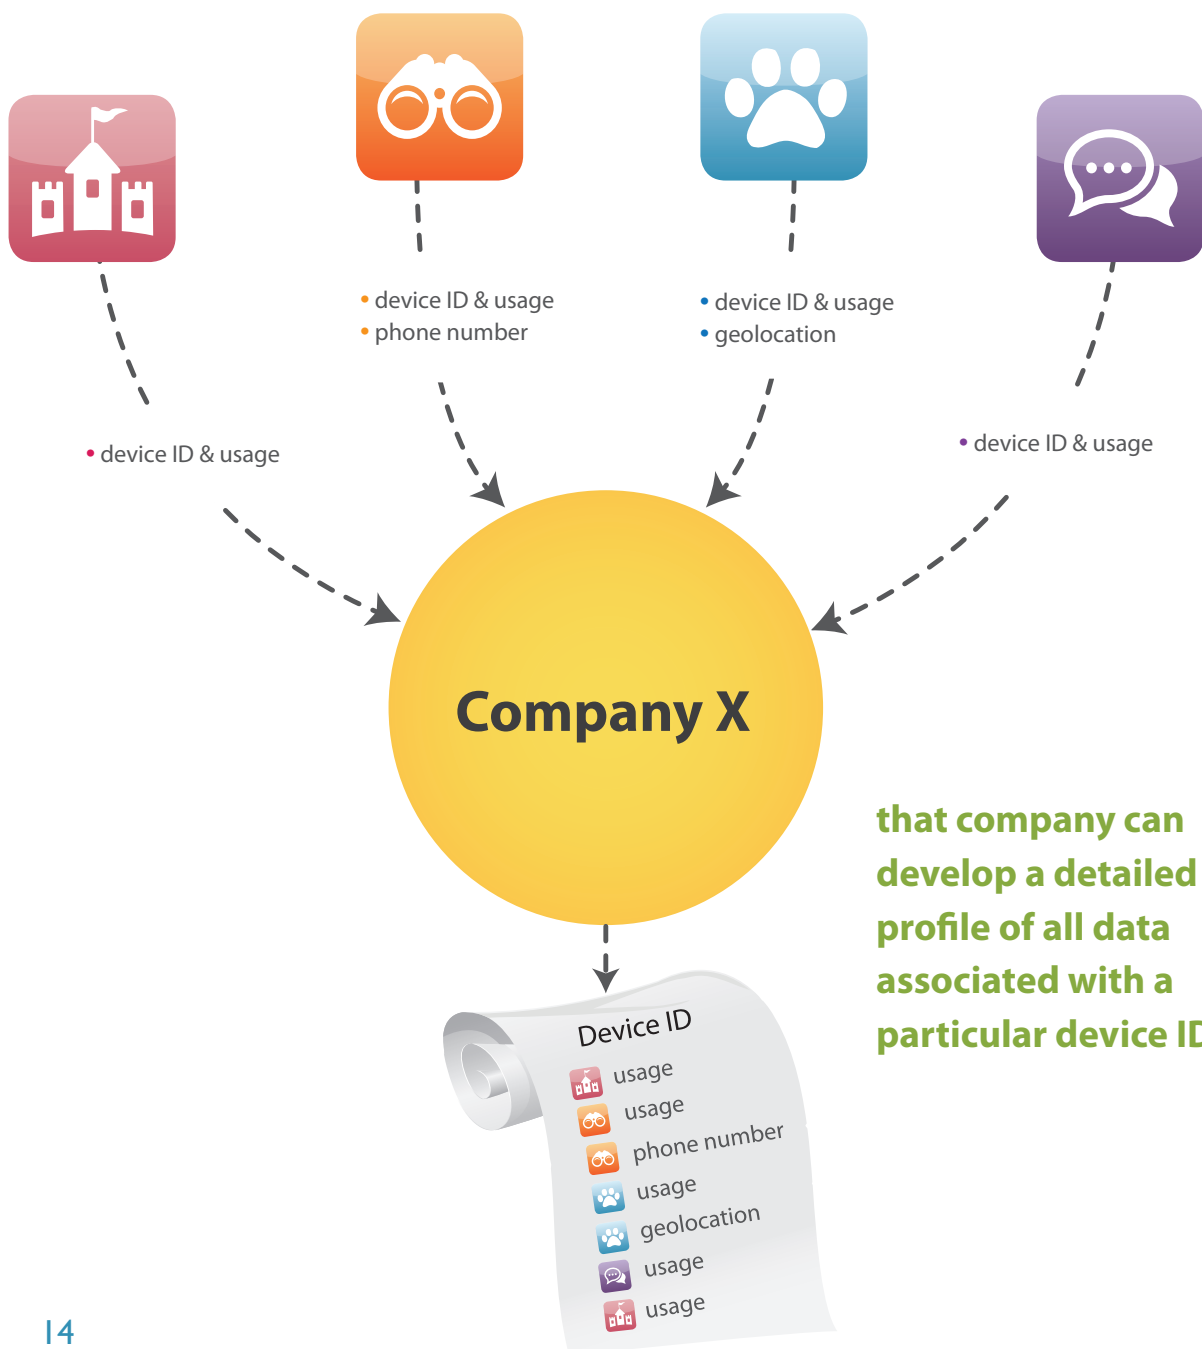 • device ID & usage
• phone number
• device ID & usage
• geolocation
• device ID & usage
• device ID & usage
Company X
that company can
develop a detailed
profile of all data
associated with a
particular device ID
Device ID
usage
usage
phone number
usage
geolocation
usage
usage
14